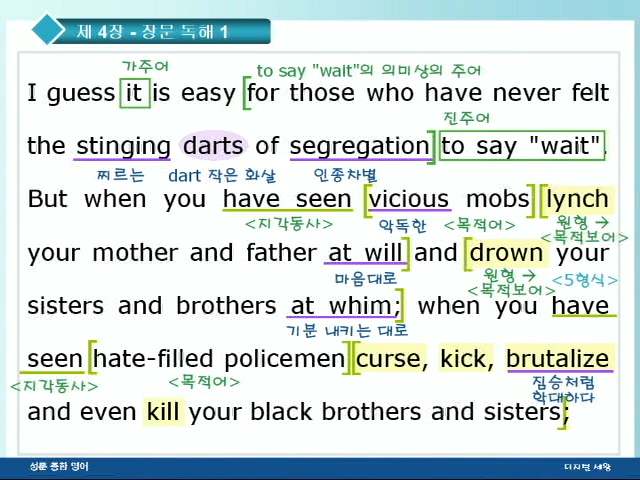 제 4장 - 장문 독해 1
가주어
to say "wait"의 의미상의 주어
I guess it is easy for those who have never felt
진주어
the stinging darts of segregation to say "wait".
찌르는 dart 작은 화살 인종차별
But when you have seen vicious mobs lynch
<지각동사> 악독한 <목적어> 원형 → <목적보어>
your mother and father at will and drown your
마음대로 원형 → <목적보어> <5형식>
sisters and brothers at whim; when you have
기분 내키는 대로
seen hate-filled policemen curse, kick, brutalize
<지각동사> <목적어> 짐승처럼 학대하다
and even kill your black brothers and sisters;
성문 종합 영어 디지털 세왕